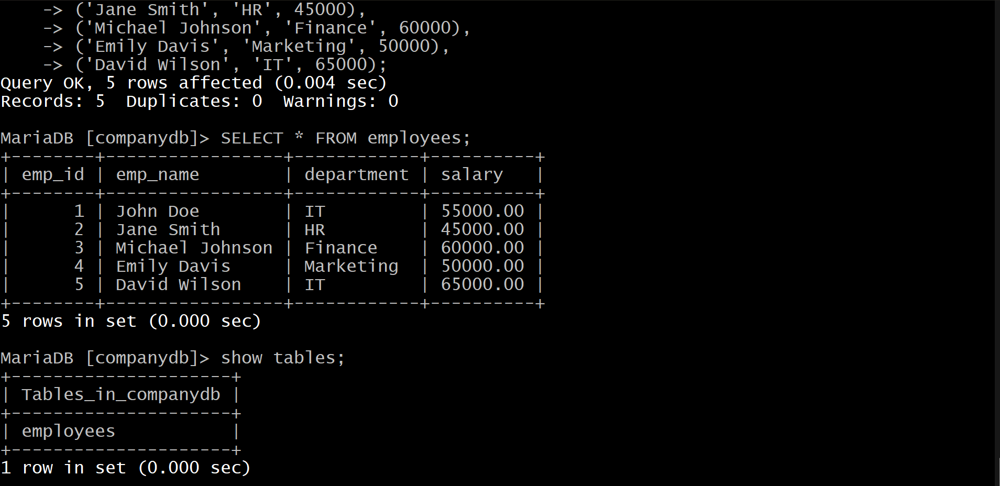 -> ('Jane Smith', 'HR', 45000),
    -> ('Michael Johnson', 'Finance', 60000),
    -> ('Emily Davis', 'Marketing', 50000),
    -> ('David Wilson', 'IT', 65000);
Query OK, 5 rows affected (0.004 sec)
Records: 5  Duplicates: 0  Warnings: 0

MariaDB [companydb]> SELECT * FROM employees;
+--------+-----------------+------------+----------+
| emp_id | emp_name        | department | salary   |
+--------+-----------------+------------+----------+
|      1 | John Doe        | IT         | 55000.00 |
|      2 | Jane Smith      | HR         | 45000.00 |
|      3 | Michael Johnson | Finance    | 60000.00 |
|      4 | Emily Davis     | Marketing  | 50000.00 |
|      5 | David Wilson    | IT         | 65000.00 |
+--------+-----------------+------------+----------+
5 rows in set (0.000 sec)

MariaDB [companydb]> show tables;
+---------------------+
| Tables_in_companydb |
+---------------------+
| employees           |
+---------------------+
1 row in set (0.000 sec)